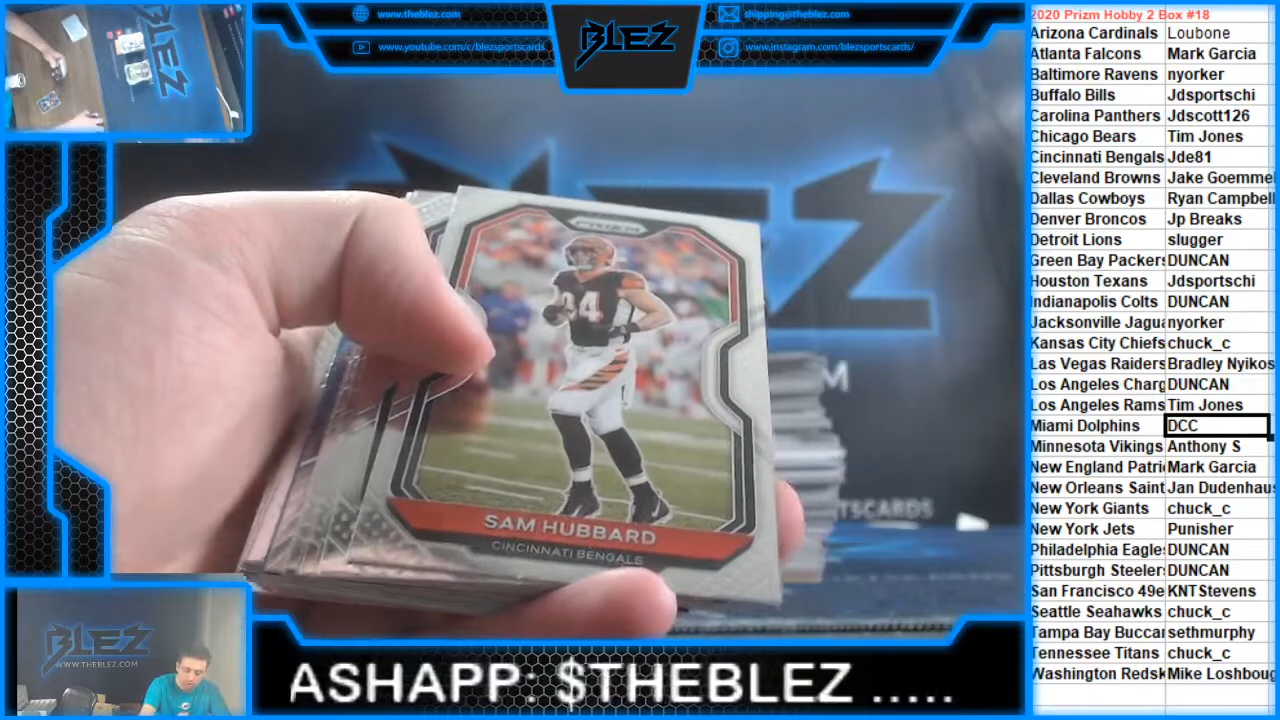 www.theblez.com
shipping@theblez.com
www.youtube.com/c/blezsportscards
www.instagram.com/blezsportscards/
BLEZ
BLEZ
PRIZM
94
SAM HUBBARD
CINCINNATI BENGALS
M
TSCARDS
BLEZ
WWW.THEBLEZ.COM
ASHAPP: $THEBLEZ .....
2020 Prizm Hobby 2 Box #18
Arizona Cardinals Loubone
Atlanta Falcons Mark Garcia
Baltimore Ravens nyorker
Buffalo Bills Jdsportschi
Carolina Panthers Jdscott126
Chicago Bears Tim Jones
Cincinnati Bengals Jde81
Cleveland Browns Jake Goemme
Dallas Cowboys Ryan Campbell
Denver Broncos Jp Breaks
Detroit Lions slugger
Green Bay Packers DUNCAN
Houston Texans Jdsportschi
Indianapolis Colts DUNCAN
Jacksonville Jagua nyorker
Kansas City Chiefs chuck_c
Las Vegas Raiders Bradley Nyikos
Los Angeles Charg DUNCAN
Los Angeles Rams Tim Jones
Miami Dolphins DCC
Minnesota Vikings Anthony S
New England Patri Mark Garcia
New Orleans Saint Jan Dudenhau
New York Giants chuck_c
New York Jets Punisher
Philadelphia Eagle DUNCAN
Pittsburgh Steelers DUNCAN
San Francisco 49e KNTStevens
Seattle Seahawks chuck_c
Tampa Bay Bucca sethmurphy
Tennessee Titans chuck_c
Washington Redsk Mike Loshboug